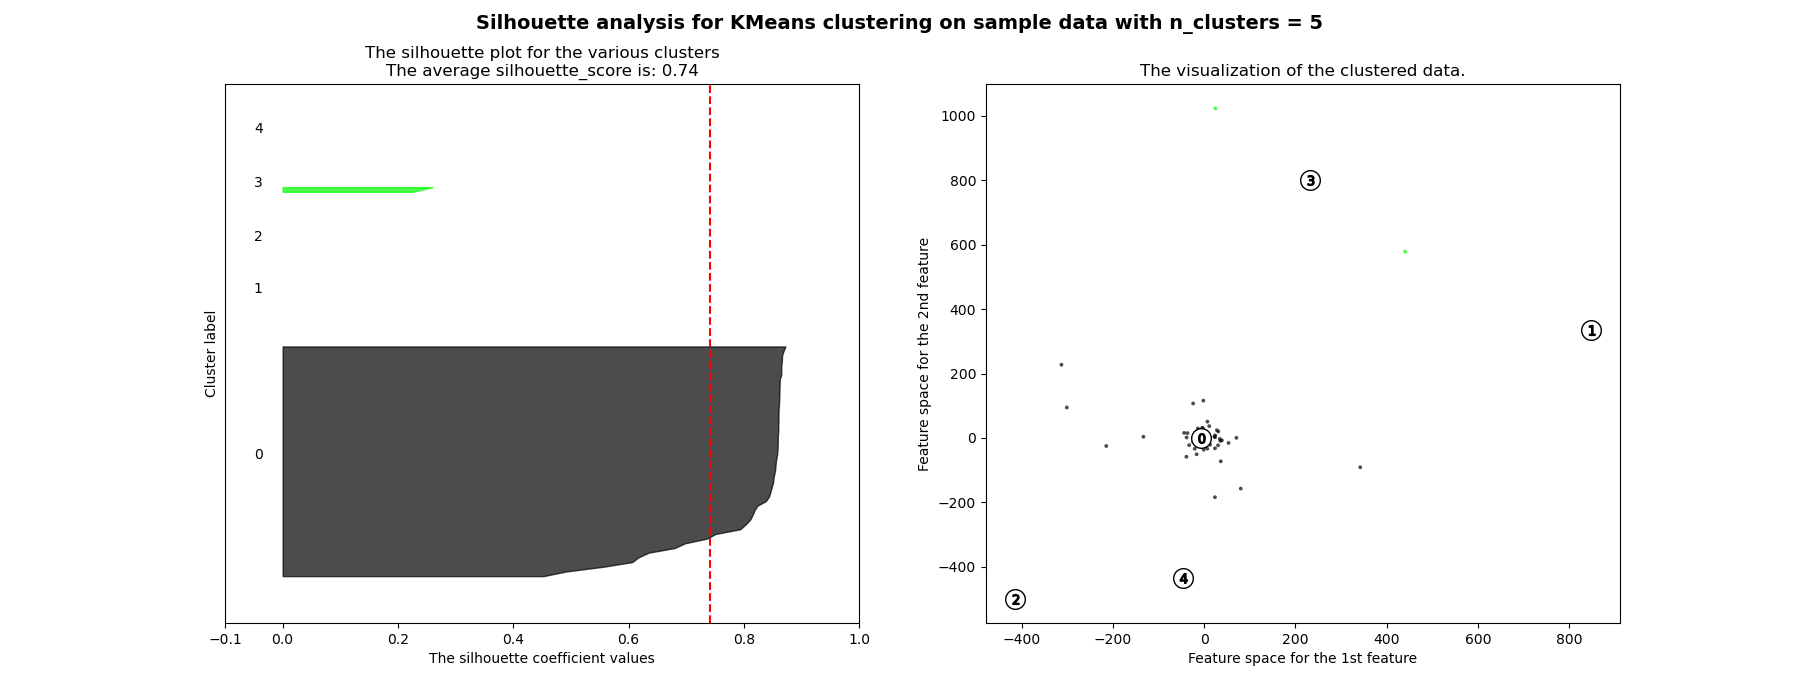 Silhouette analysis for KMeans clustering on sample data with n_clusters = 5
The silhouette plot for the various clusters
The average silhouette_score is: 0.74
4
3
2
1
0
Cluster label
−0.1 0.0 0.2 0.4 0.6 0.8 1.0
The silhouette coefficient values
The visualization of the clustered data.
1000
800
600
400
200
0
−200
−400
Feature space for the 2nd feature
3
1
0
4
2
−400 −200 0 200 400 600 800
Feature space for the 1st feature